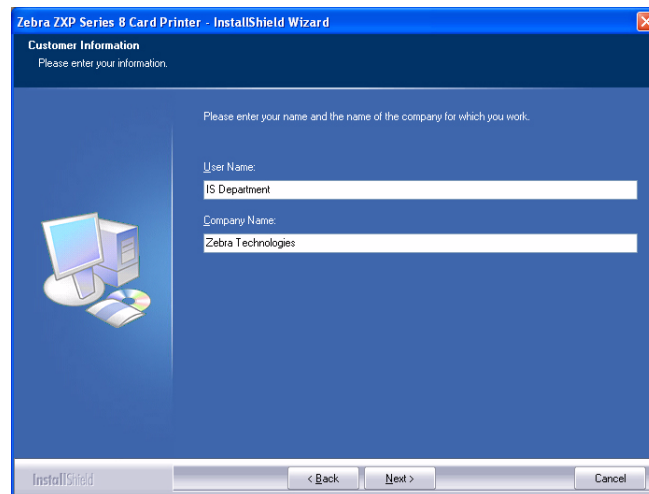 Zebra ZXP Series 8 Card Printer - InstallShield Wizard
Customer Information
Please enter your information.
Please enter your name and the name of the company for which you work.
User Name:
IS Department
Company Name:
Zebra Technologies
InstallShield
< Back
Next >
Cancel